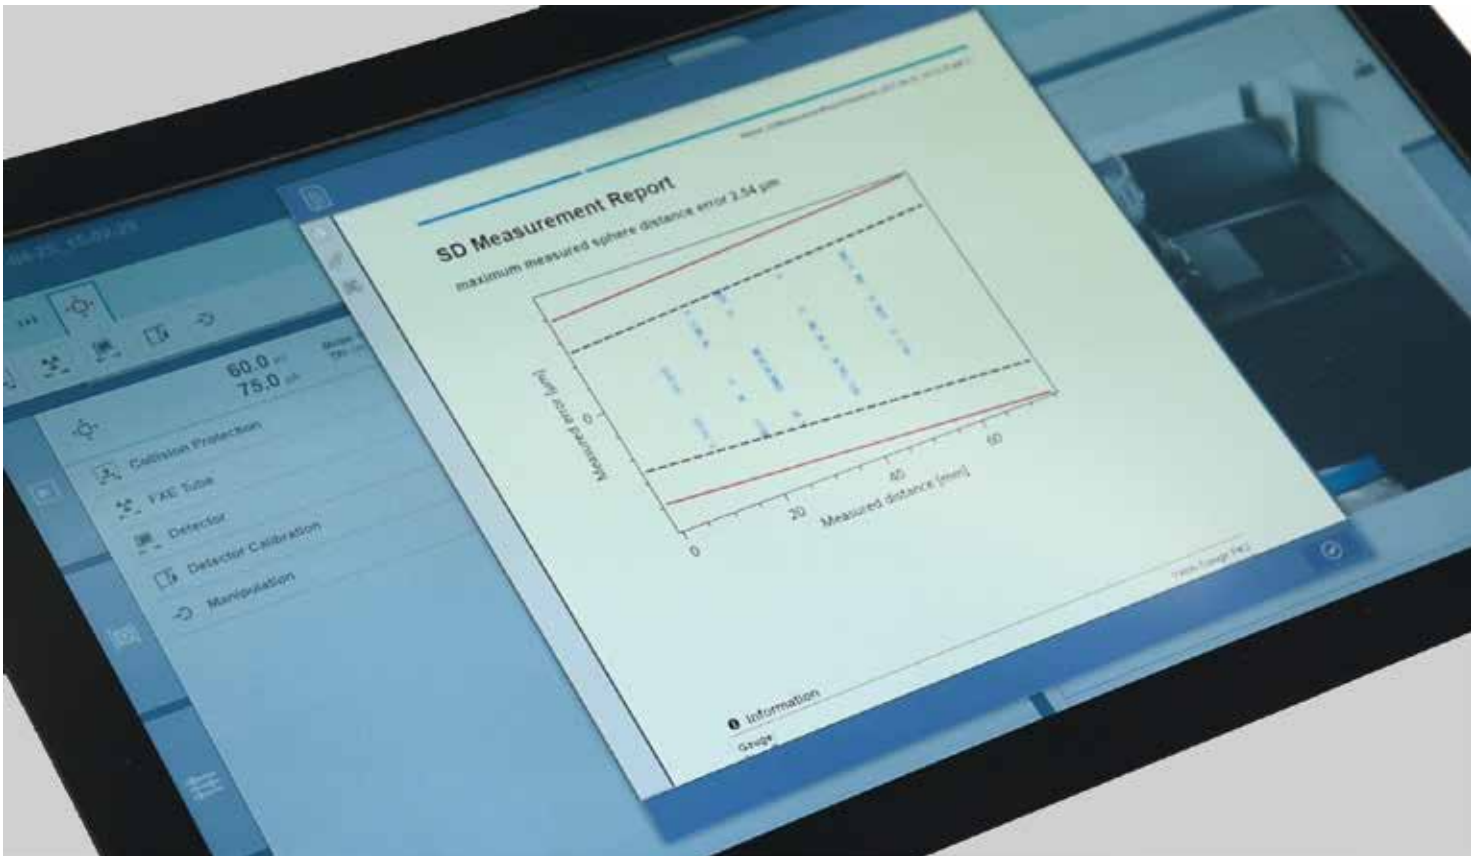 SD Measurement Report
maximum measured sphere distance error 2.54 µm
Measured error [µm]
0
0
20
40
60
Measured distance [mm]
Information
Gauge
60.0
75.0
Collision Protection
FXE Tube
Detector
Detector Calibration
Manipulation